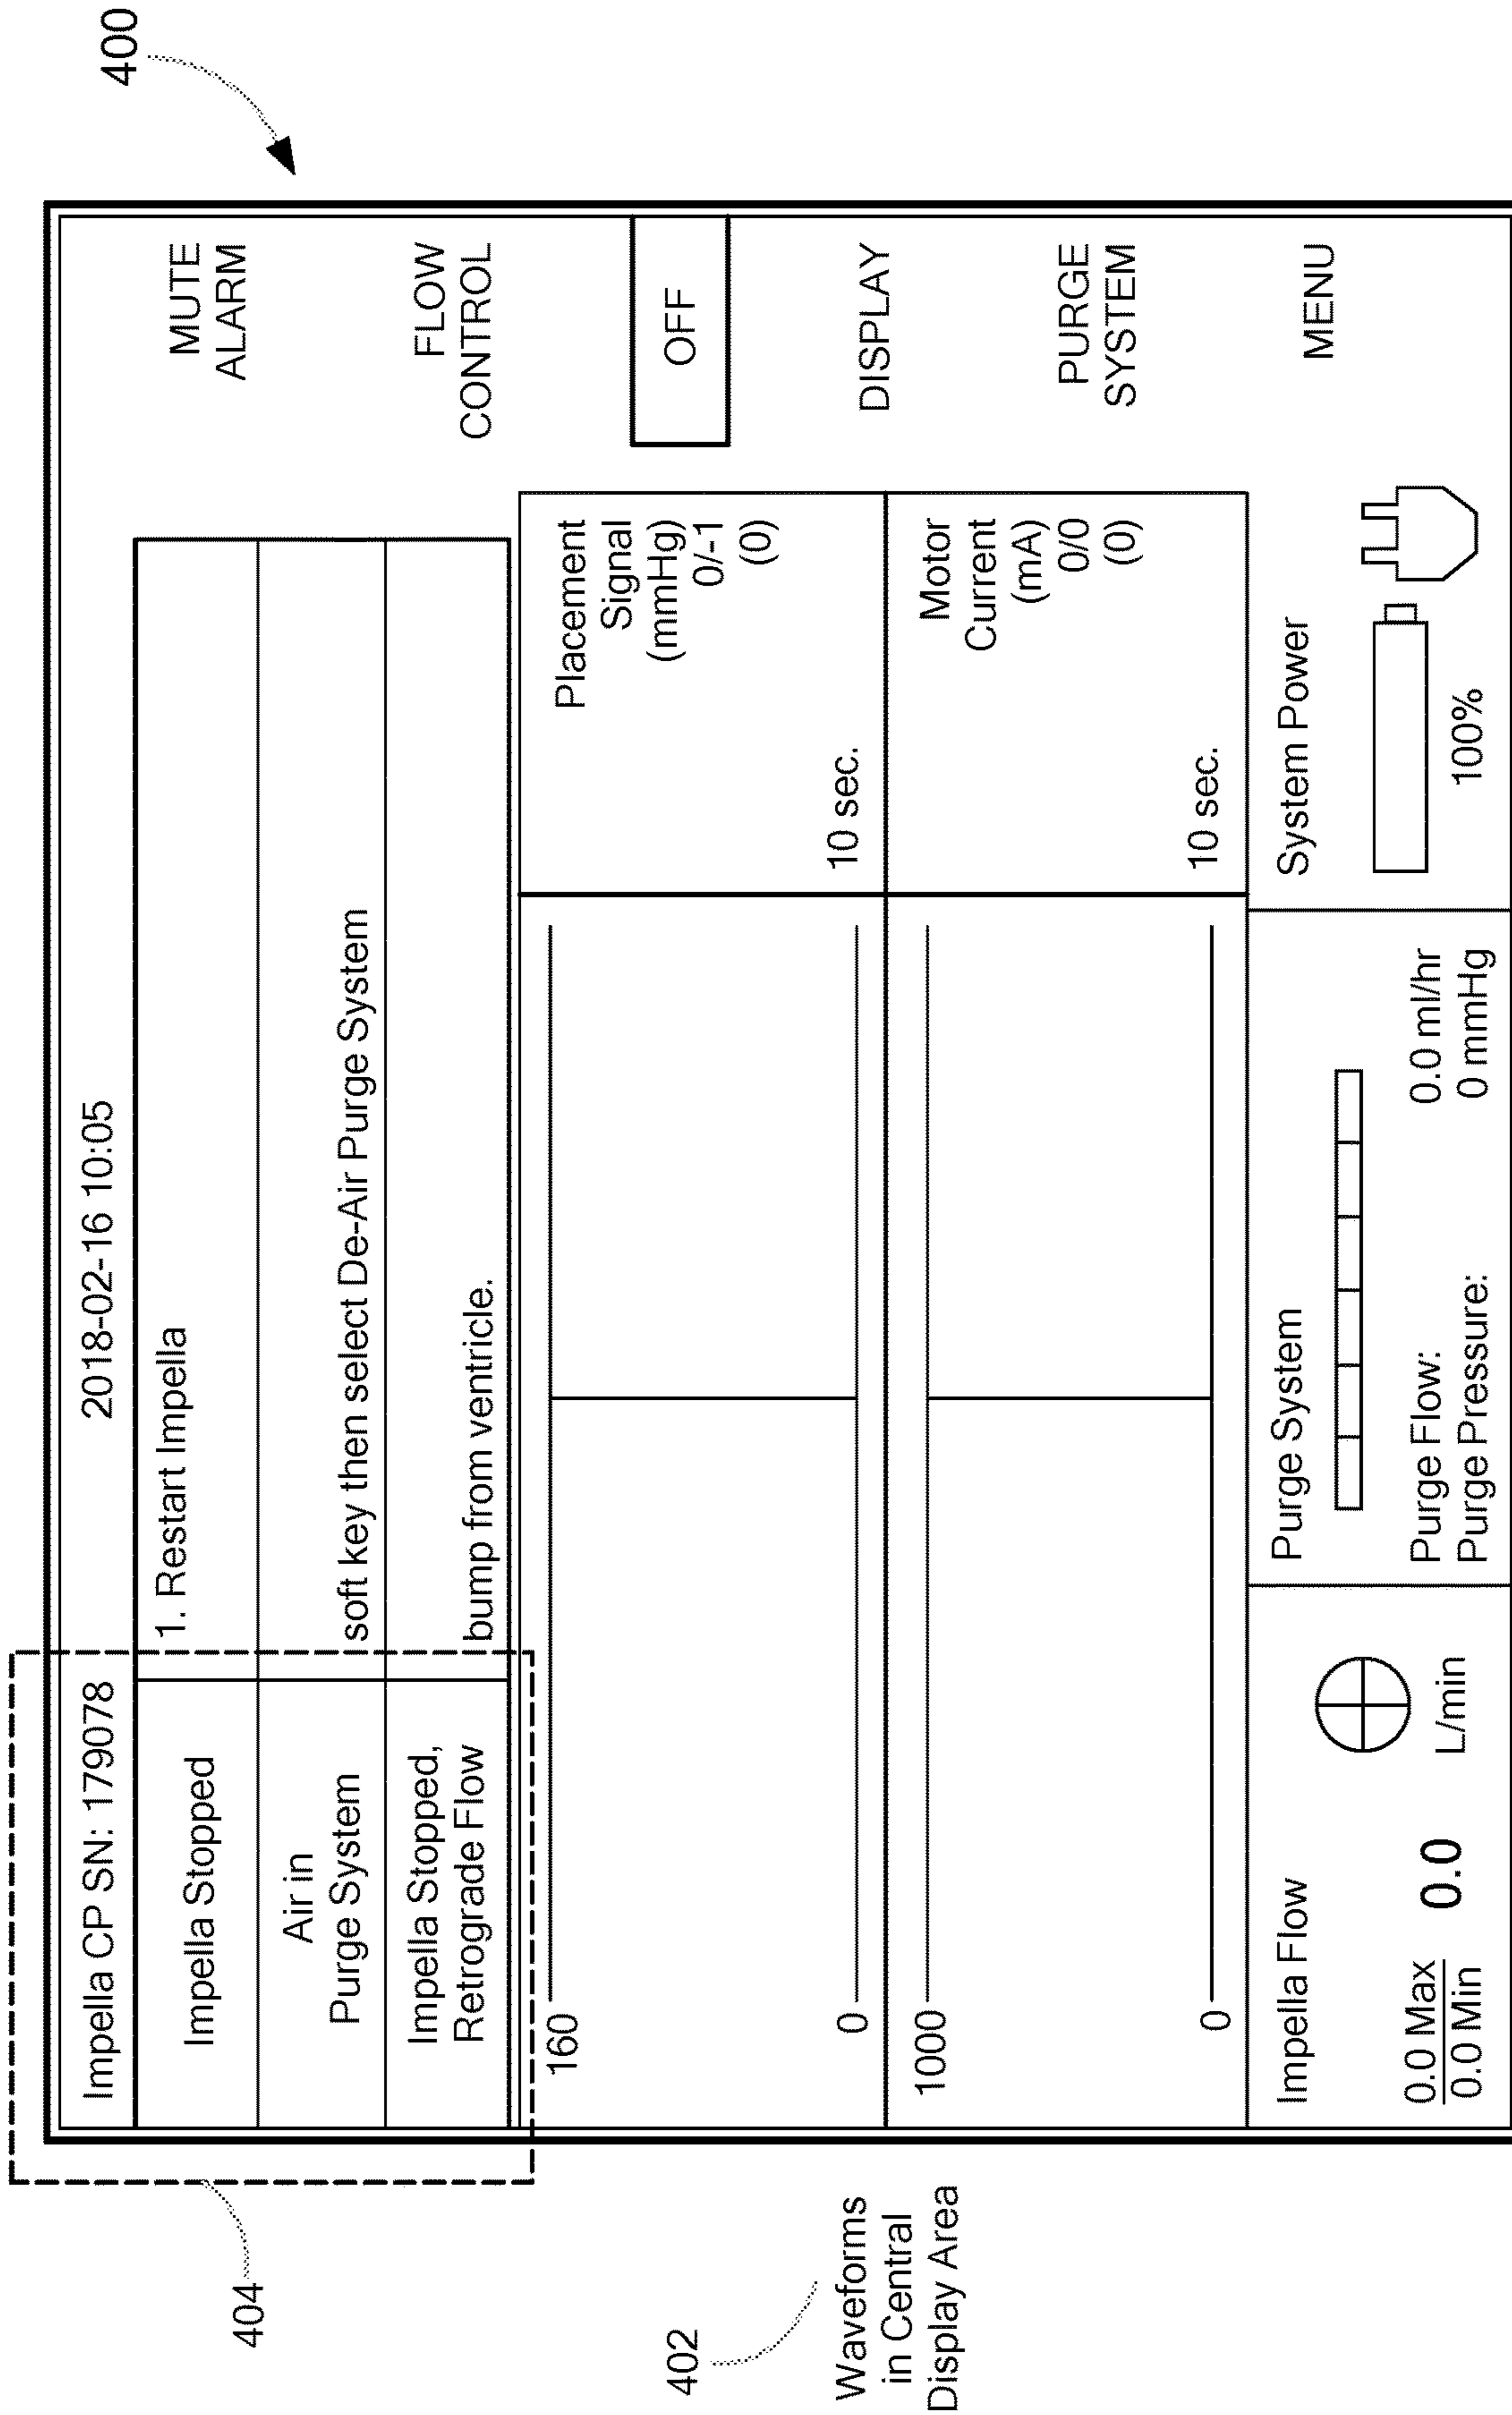 400
Impella CP SN: 179078
2018-02-16 10:05
Impella Stopped
1. Restart Impella
Air in
Purge System
soft key then select De-Air Purge System
Impella Stopped,
Retrograde Flow
bump from ventricle.
MUTE
ALARM
FLOW
CONTROL
OFF
DISPLAY
PURGE
SYSTEM
MENU
404
402
Waveforms
in Central
Display Area
160
0
Placement
Signal
(mmHg)
0/-1
(0)
10 sec.
1000
0
Motor
Current
(mA)
0/0
(0)
10 sec.
Impella Flow
0.0 Max
0.0 Min
0.0
L/min
Purge System
Purge Flow: 0.0 ml/hr
Purge Pressure: 0 mmHg
System Power
100%